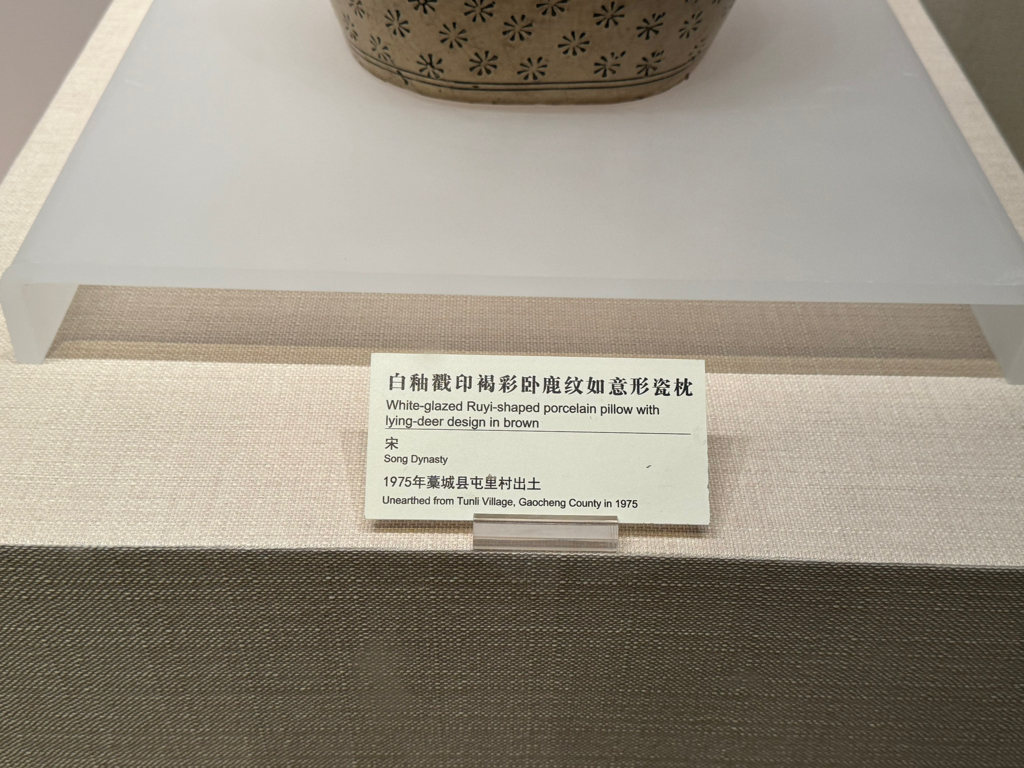 白釉戳印褐彩卧鹿纹如意形瓷枕
White-glazed Ruyi-shaped porcelain pillow with
lying-deer design in brown
宋
Song Dynasty
1975年藁城县屯里村出土
Unearthed from Tunli Village, Gaocheng County in 1975